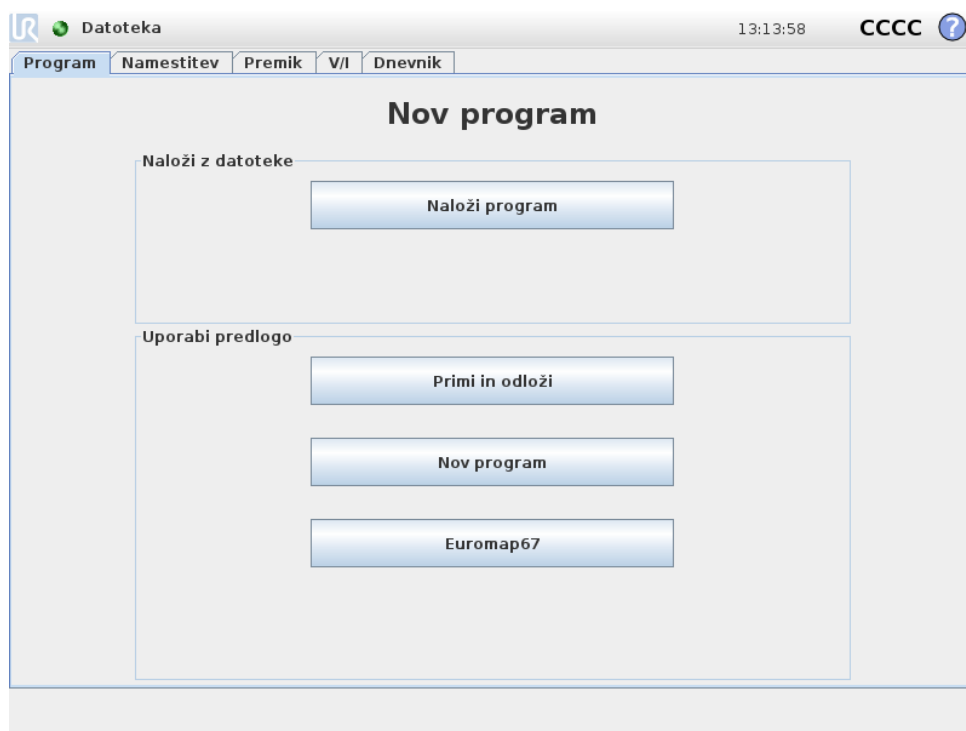 UR Datoteka 13:13:58 CCCC ?
Program Namestitev Premik V/I Dnevnik
Nov program
Naloži z datoteke
Naloži program
Uporabi predlogo
Primi in odloži
Nov program
Euromap67